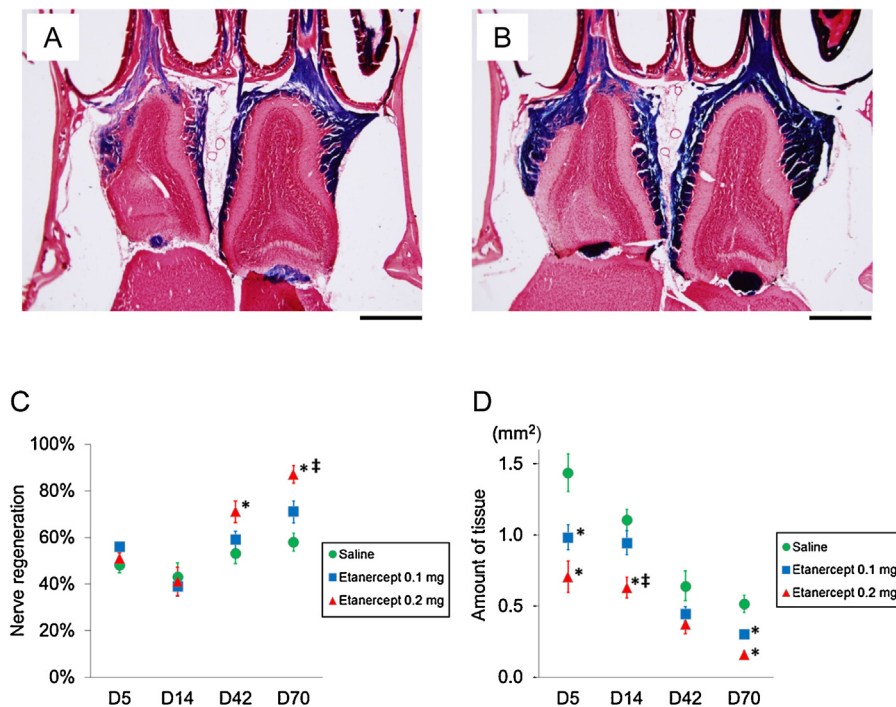 A
B
C
Nerve regeneration
100%
80%
60%
40%
20%
0%
* ‡
*
D5 D14 D42 D70
Saline
Etanercept 0.1 mg
Etanercept 0.2 mg
D
(mm²)
Amount of tissue
1.5
1.0
0.5
0.0
*
*
*‡
*
*
D5 D14 D42 D70
Saline
Etanercept 0.1 mg
Etanercept 0.2 mg